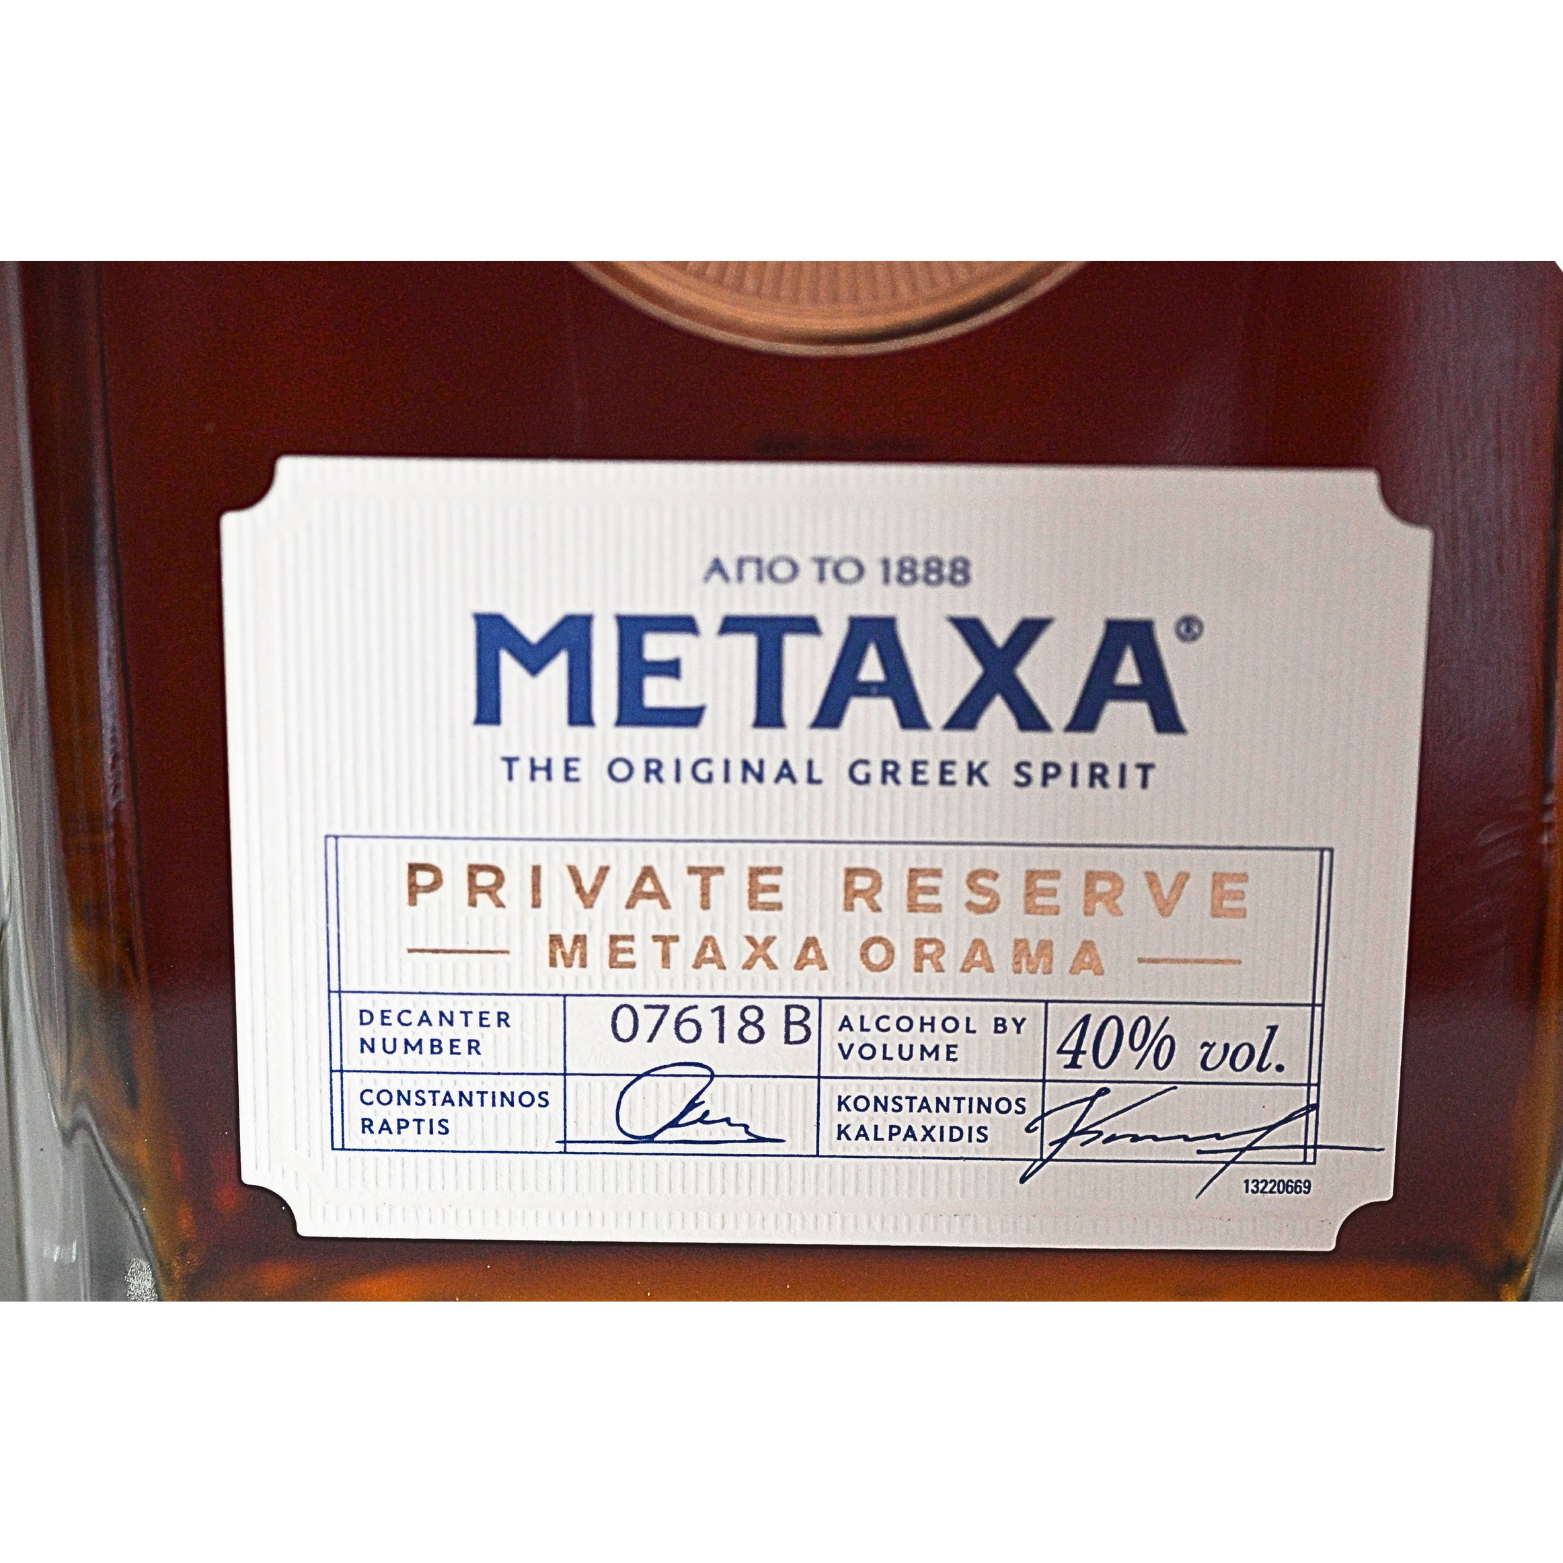 ΑΠΟ ΤΟ 1888
METAXA®
THE ORIGINAL GREEK SPIRIT
PRIVATE RESERVE
METAXA ORAMA
DECANTER
NUMBER
07618 B
ALCOHOL BY
VOLUME
40% vol.
CONSTANTINOS
RAPTIS
KONSTANTINOS
KALPAXIDIS
13220669